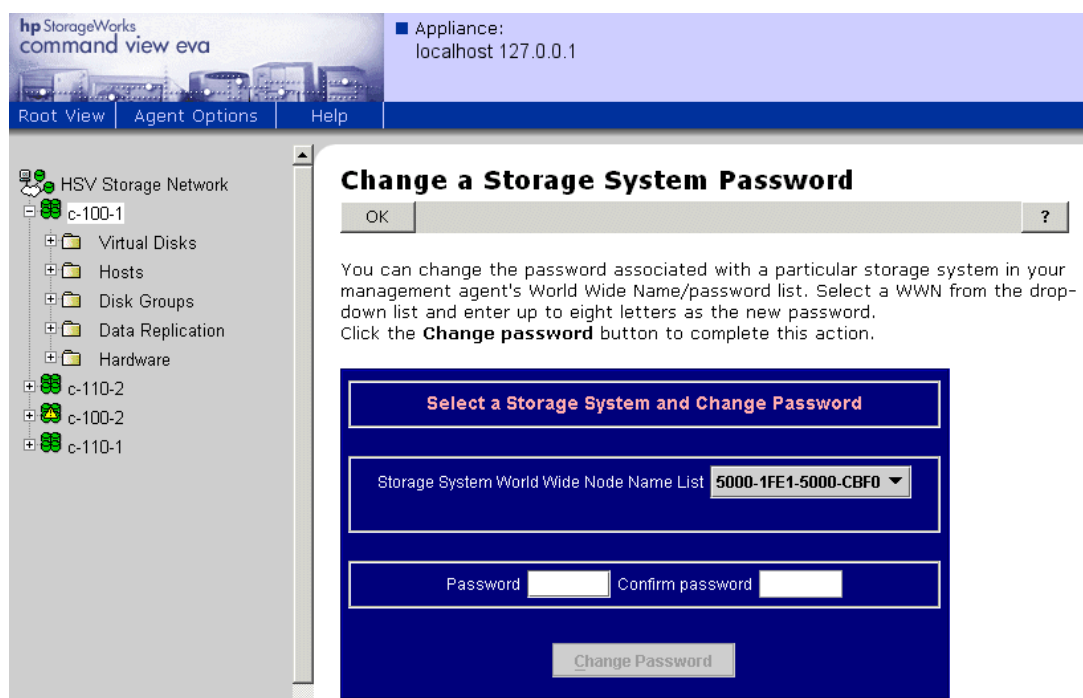 hp StorageWorks
command view eva
Appliance:
localhost 127.0.0.1
Root View Agent Options Help
HSV Storage Network
c-100-1
Virtual Disks
Hosts
Disk Groups
Data Replication
Hardware
c-110-2
c-100-2
c-110-1
Change a Storage System Password
OK ?
You can change the password associated with a particular storage system in your
management agent's World Wide Name/password list. Select a WWN from the drop-
down list and enter up to eight letters as the new password.
Click the Change password button to complete this action.
Select a Storage System and Change Password
Storage System World Wide Node Name List 5000-1FE1-5000-CBF0
Password Confirm password
Change Password